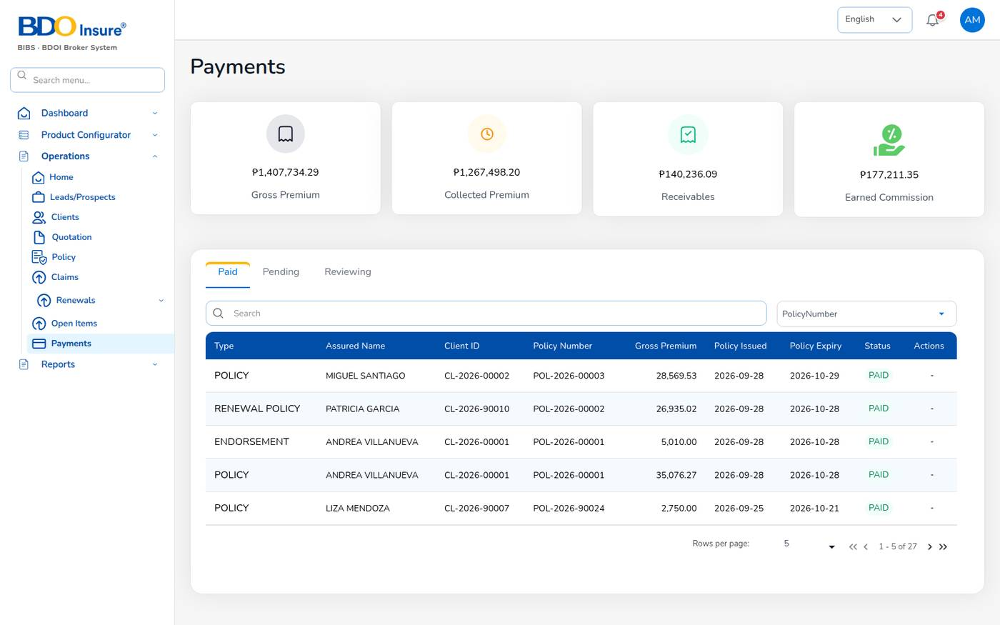 BDO Insure®
BIBS · BDOI Broker System
Search menu...
Dashboard
Product Configurator
Operations
Home
Leads/Prospects
Clients
Quotation
Policy
Claims
Renewals
Open Items
Payments
Reports
English
4
AM
Payments
₱1,407,734.29
Gross Premium
₱1,267,498.20
Collected Premium
₱140,236.09
Receivables
₱177,211.35
Earned Commission
Paid Pending Reviewing
Search
PolicyNumber
Type Assured Name Client ID Policy Number Gross Premium Policy Issued Policy Expiry Status Actions
POLICY MIGUEL SANTIAGO CL-2026-00002 POL-2026-00003 28,569.53 2026-09-28 2026-10-29 PAID -
RENEWAL POLICY PATRICIA GARCIA CL-2026-90010 POL-2026-00002 26,935.02 2026-09-28 2026-10-28 PAID -
ENDORSEMENT ANDREA VILLANUEVA CL-2026-00001 POL-2026-00001 5,010.00 2026-09-28 2026-10-28 PAID -
POLICY ANDREA VILLANUEVA CL-2026-00001 POL-2026-00001 35,076.27 2026-09-28 2026-10-28 PAID -
POLICY LIZA MENDOZA CL-2026-90007 POL-2026-90024 2,750.00 2026-09-25 2026-10-21 PAID -
Rows per page: 5 1 - 5 of 27